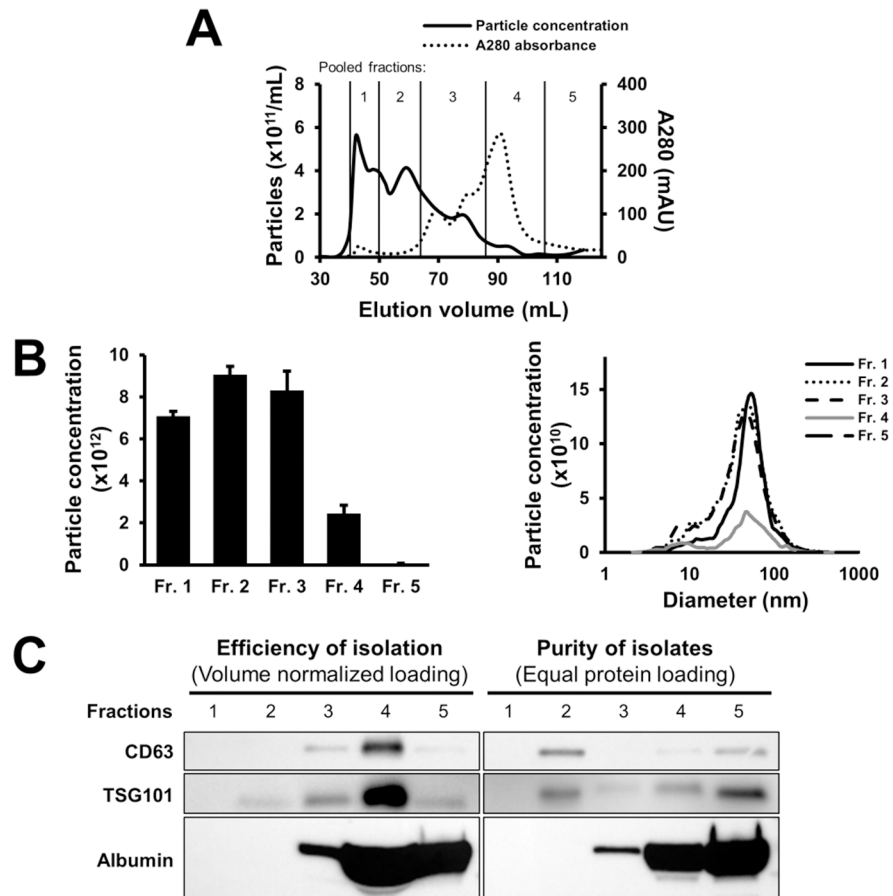 A
Particle concentration
A280 absorbance
Pooled fractions:
1 2 3 4 5
Particles (x10¹¹/mL)
8
6
4
2
0
A280 (mAU)
400
300
200
100
0
30 50 70 90 110
Elution volume (mL)
B
Particle concentration
(x10¹²)
10
8
6
4
2
0
Fr. 1 Fr. 2 Fr. 3 Fr. 4 Fr. 5
Particle concentration
(x10¹⁰)
15
10
5
0
1 10 100 1000
Diameter (nm)
Fr. 1
Fr. 2
Fr. 3
Fr. 4
Fr. 5
C
Efficiency of isolation
(Volume normalized loading)
Purity of isolates
(Equal protein loading)
Fractions 1 2 3 4 5 1 2 3 4 5
CD63
TSG101
Albumin